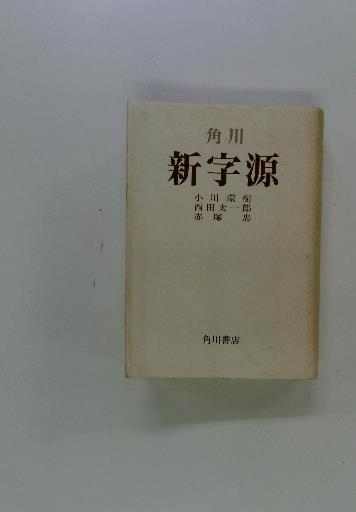 角川
新字源
小川環樹
西田太一郎
赤塚忠
角川書店